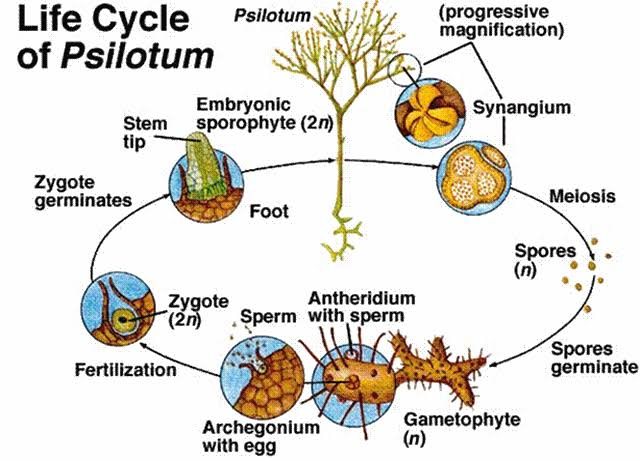 Life Cycle
of Psilotum
Psilotum
(progressive
magnification)
Synangium
Embryonic
sporophyte (2n)
Stem
tip
Foot
Zygote
germinates
Meiosis
Spores
(n)
Spores
germinate
Gametophyte
(n)
Antheridium
with sperm
Sperm
Archegonium
with egg
Fertilization
Zygote
(2n)